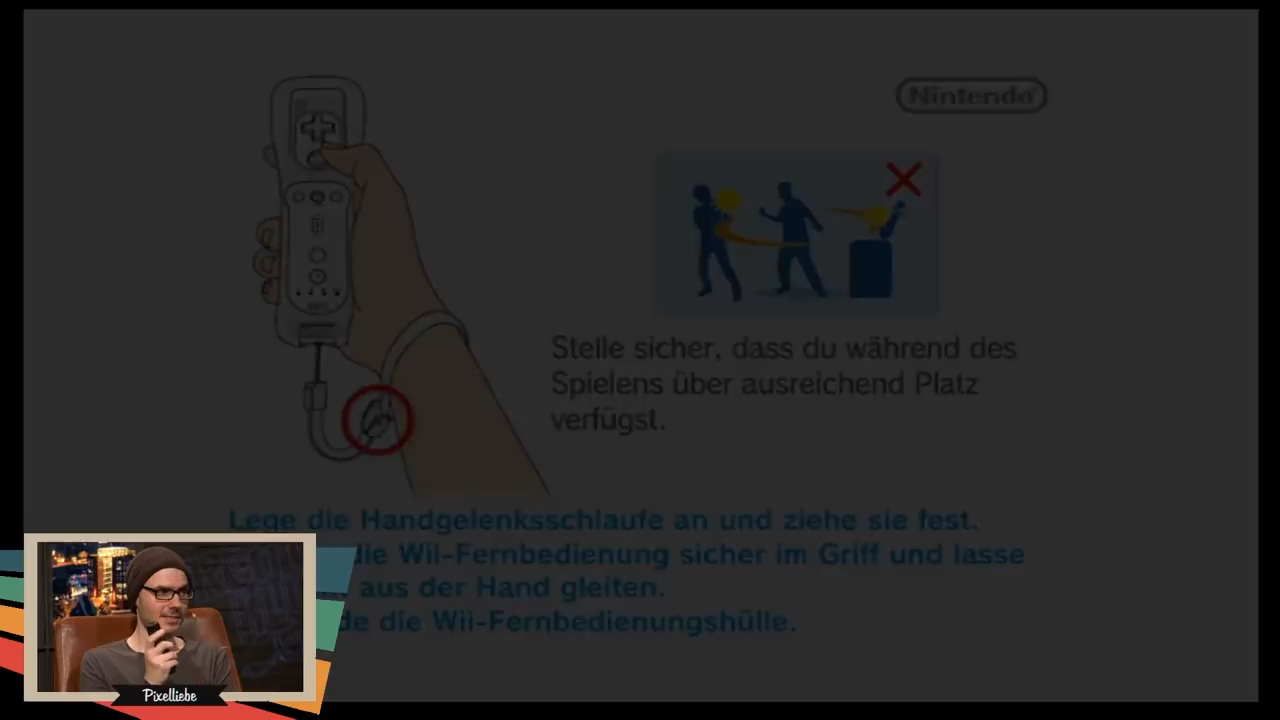 Nintendo
Stelle sicher, dass du während des
Spielens über ausreichend Platz
verfügst.
Lege die Handgelenksschlaufe an und ziehe sie fest.
die Wii-Fernbedienung sicher im Griff und lasse
aus der Hand gleiten.
de die Wii-Fernbedienungshülle.
Pixelliebe